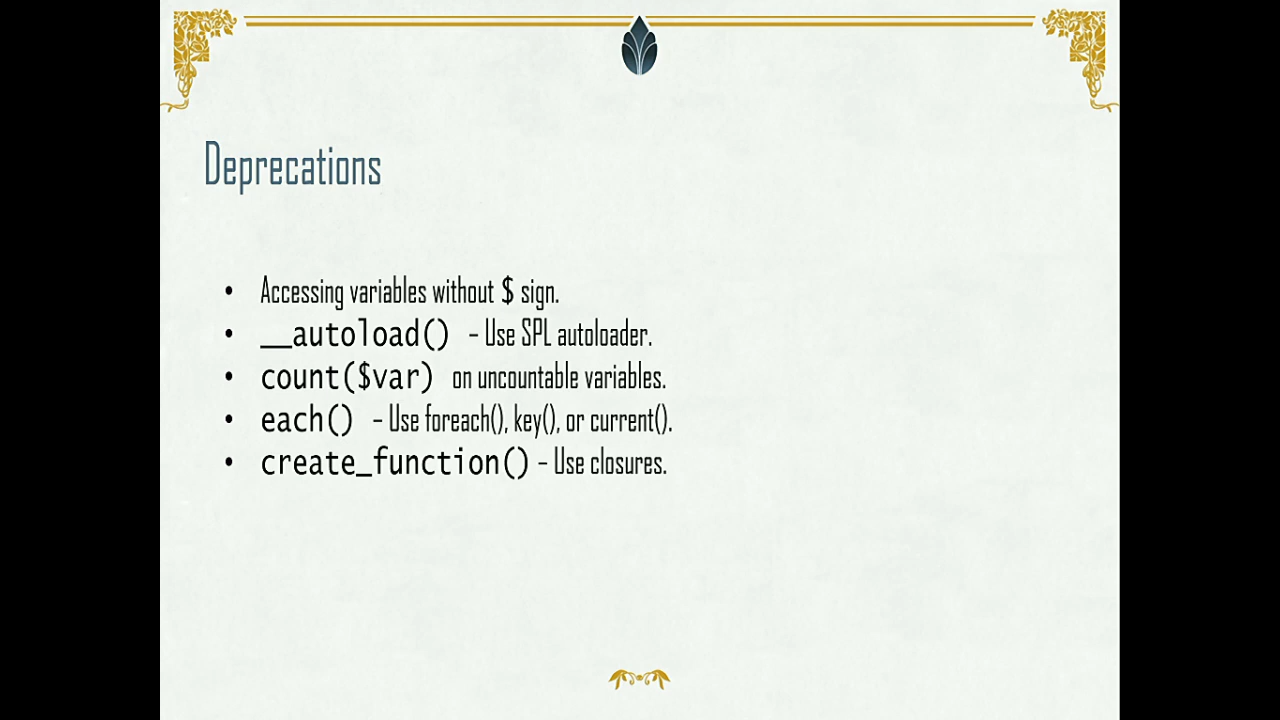 Deprecations
• Accessing variables without $ sign.
• __autoload() – Use SPL autoloader.
• count($var) on uncountable variables.
• each() – Use foreach(), key(), or current().
• create_function() – Use closures.